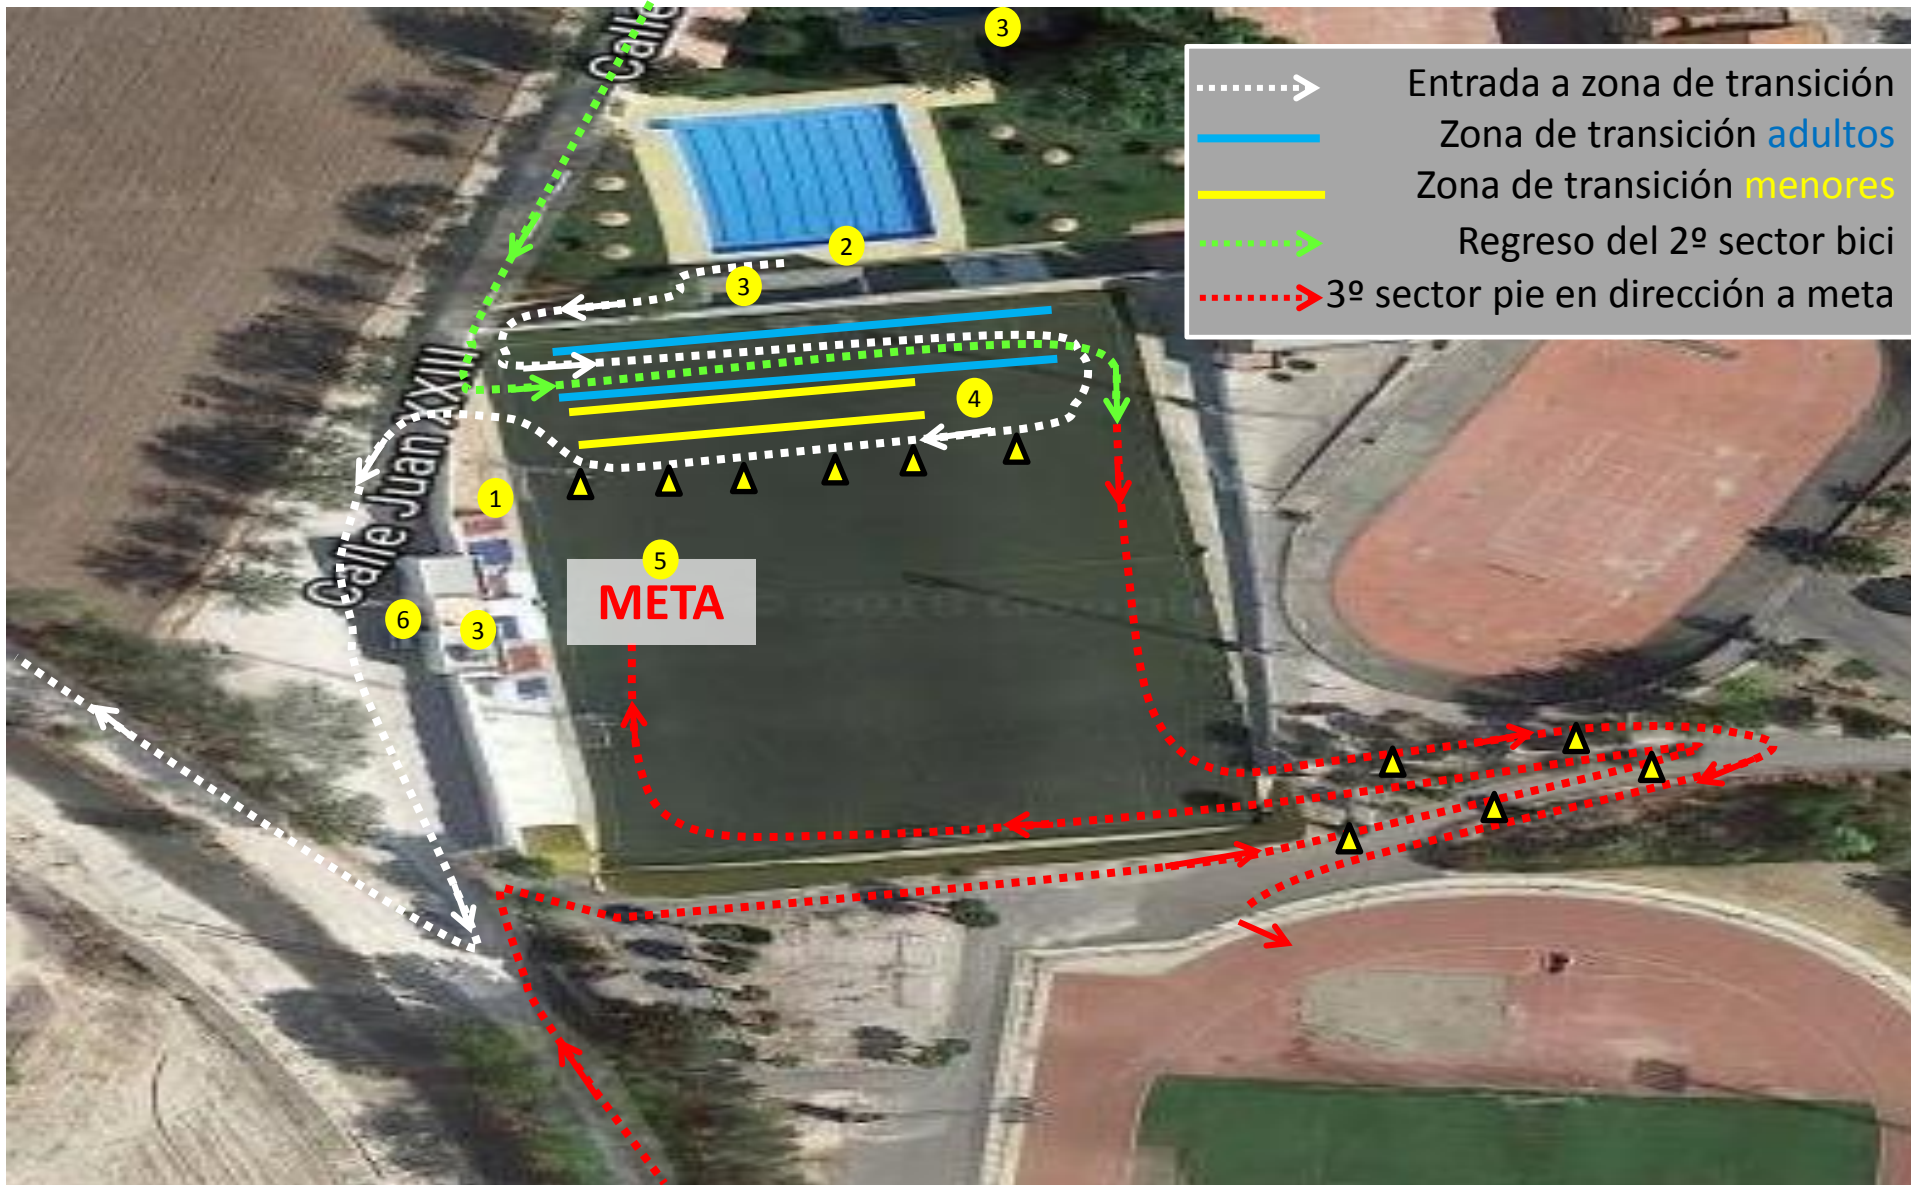 Calle
3
Entrada a zona de transición
Zona de transición adultos
Zona de transición menores
Regreso del 2º sector bici
3º sector pie en dirección a meta
2
3
4
Calle Juan XXIII
1
5
META
6
3